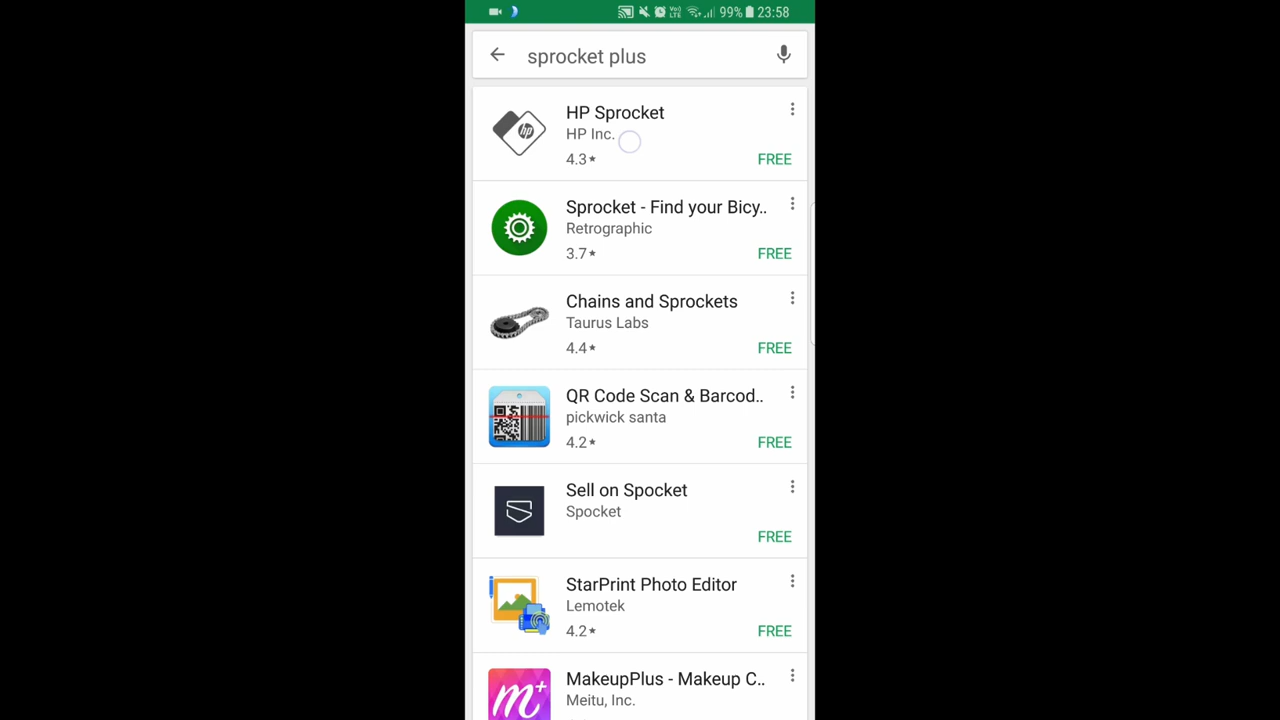 99% 23:58
sprocket plus
HP Sprocket
HP Inc.
4.3★
FREE
Sprocket - Find your Bicy..
Retrographic
3.7★
FREE
Chains and Sprockets
Taurus Labs
4.4★
FREE
QR Code Scan & Barcod..
pickwick santa
4.2★
FREE
Sell on Spocket
Spocket
FREE
StarPrint Photo Editor
Lemotek
4.2★
FREE
MakeupPlus - Makeup C..
Meitu, Inc.